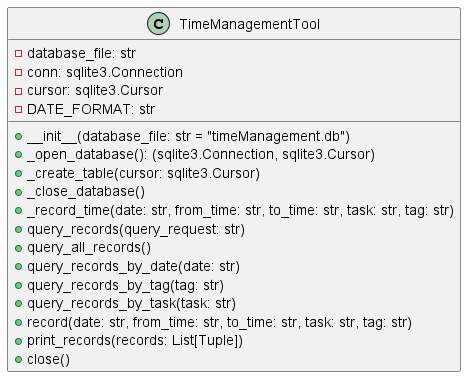 C TimeManagementTool
database_file: str
conn: sqlite3.Connection
cursor: sqlite3.Cursor
DATE_FORMAT: str
__init__(database_file: str = "timeManagement.db")
_open_database(): (sqlite3.Connection, sqlite3.Cursor)
_create_table(cursor: sqlite3.Cursor)
_close_database()
_record_time(date: str, from_time: str, to_time: str, task: str, tag: str)
query_records(query_request: str)
query_all_records()
query_records_by_date(date: str)
query_records_by_tag(tag: str)
query_records_by_task(task: str)
record(date: str, from_time: str, to_time: str, task: str, tag: str)
print_records(records: List[Tuple])
close()